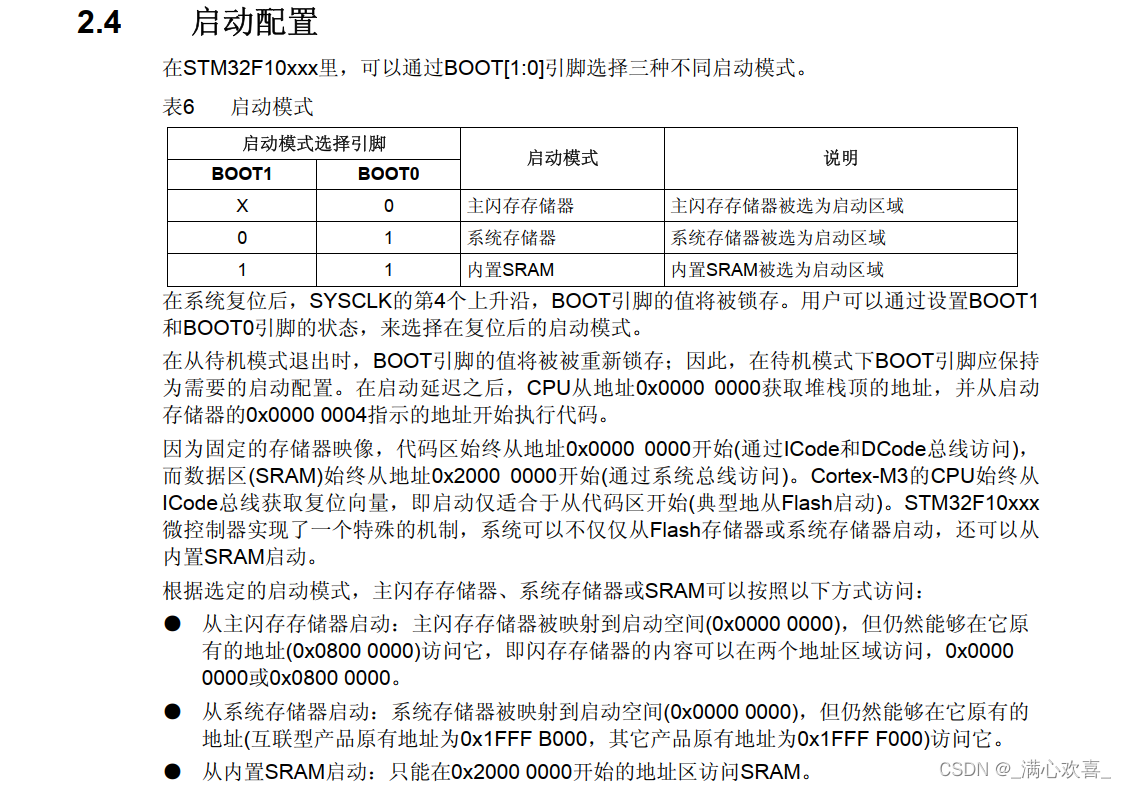 2.4 启动配置
在STM32F10xxx里，可以通过BOOT[1:0]引脚选择三种不同启动模式。
表6 启动模式
启动模式选择引脚 启动模式 说明
BOOT1 BOOT0
X 0 主闪存存储器 主闪存存储器被选为启动区域
0 1 系统存储器 系统存储器被选为启动区域
1 1 内置SRAM 内置SRAM被选为启动区域
在系统复位后，SYSCLK的第4个上升沿，BOOT引脚的值将被锁存。用户可以通过设置BOOT1
和BOOT0引脚的状态，来选择在复位后的启动模式。
在从待机模式退出时，BOOT引脚的值将被被重新锁存；因此，在待机模式下BOOT引脚应保持
为需要的启动配置。在启动延迟之后，CPU从地址0x0000 0000获取堆栈顶的地址，并从启动
存储器的0x0000 0004指示的地址开始执行代码。
因为固定的存储器映像，代码区始终从地址0x0000 0000开始(通过ICode和DCode总线访问)，
而数据区(SRAM)始终从地址0x2000 0000开始(通过系统总线访问)。Cortex-M3的CPU始终从
ICode总线获取复位向量，即启动仅适合于从代码区开始(典型地从Flash启动)。STM32F10xxx
微控制器实现了一个特殊的机制，系统可以不仅仅从Flash存储器或系统存储器启动，还可以从
内置SRAM启动。
根据选定的启动模式，主闪存存储器、系统存储器或SRAM可以按照以下方式访问：
● 从主闪存存储器启动：主闪存存储器被映射到启动空间(0x0000 0000)，但仍然能够在它原
有的地址(0x0800 0000)访问它，即闪存存储器的内容可以在两个地址区域访问，0x0000
0000或0x0800 0000。
● 从系统存储器启动：系统存储器被映射到启动空间(0x0000 0000)，但仍然能够在它原有的
地址(互联型产品原有地址为0x1FFF B000，其它产品原有地址为0x1FFF F000)访问它。
● 从内置SRAM启动：只能在0x2000 0000开始的地址区访问SRAM。
CSDN @_满心欢喜_